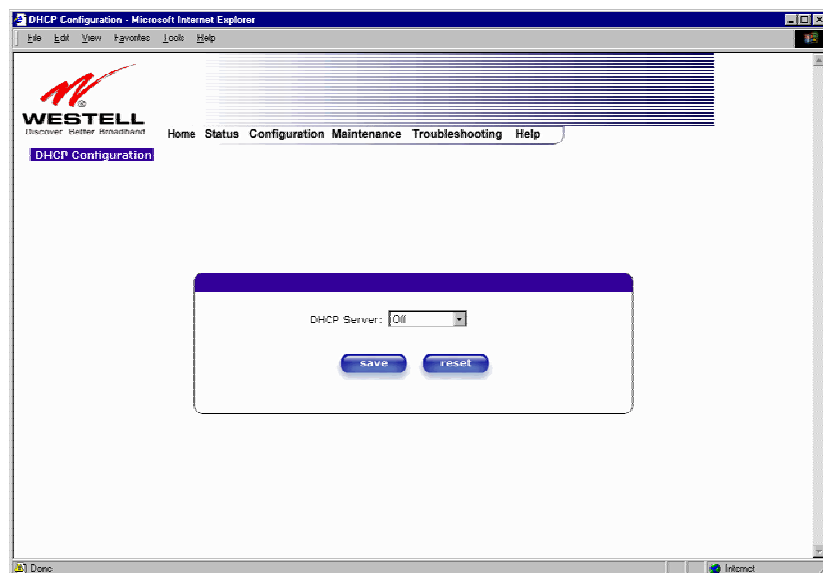 DHCP Configuration - Microsoft Internet Explorer
File Edit View Favorites Tools Help
WESTELL
Discover Better Broadband
Home Status Configuration Maintenance Troubleshooting Help
DHCP Configuration
DHCP Server: Off
save reset
Done Internet